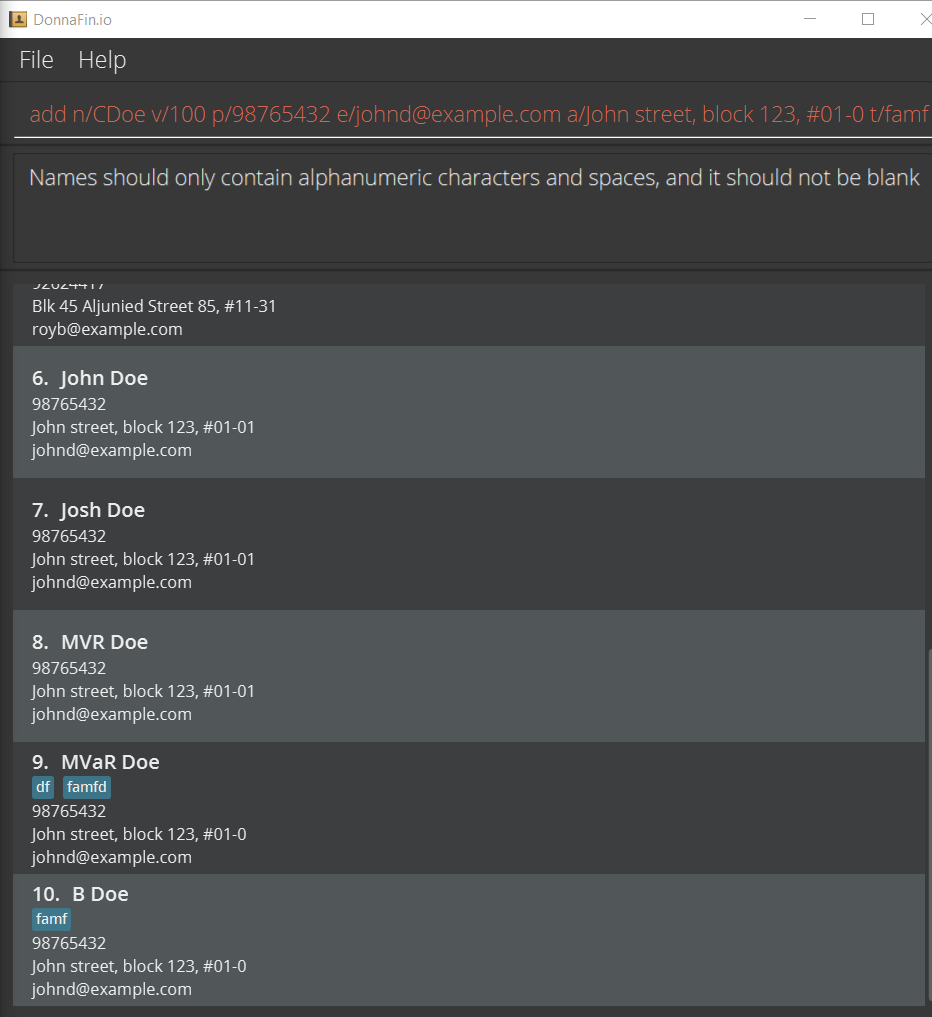 DonnaFin.io
File Help
add n/CDoe v/100 p/98765432 e/johnd@example.com a/John street, block 123, #01-0 t/famf
Names should only contain alphanumeric characters and spaces, and it should not be blank
92624417
Blk 45 Aljunied Street 85, #11-31
royb@example.com
6. John Doe
98765432
John street, block 123, #01-01
johnd@example.com
7. Josh Doe
98765432
John street, block 123, #01-01
johnd@example.com
8. MVR Doe
98765432
John street, block 123, #01-01
johnd@example.com
9. MVaR Doe
df famfd
98765432
John street, block 123, #01-0
johnd@example.com
10. B Doe
famf
98765432
John street, block 123, #01-0
johnd@example.com